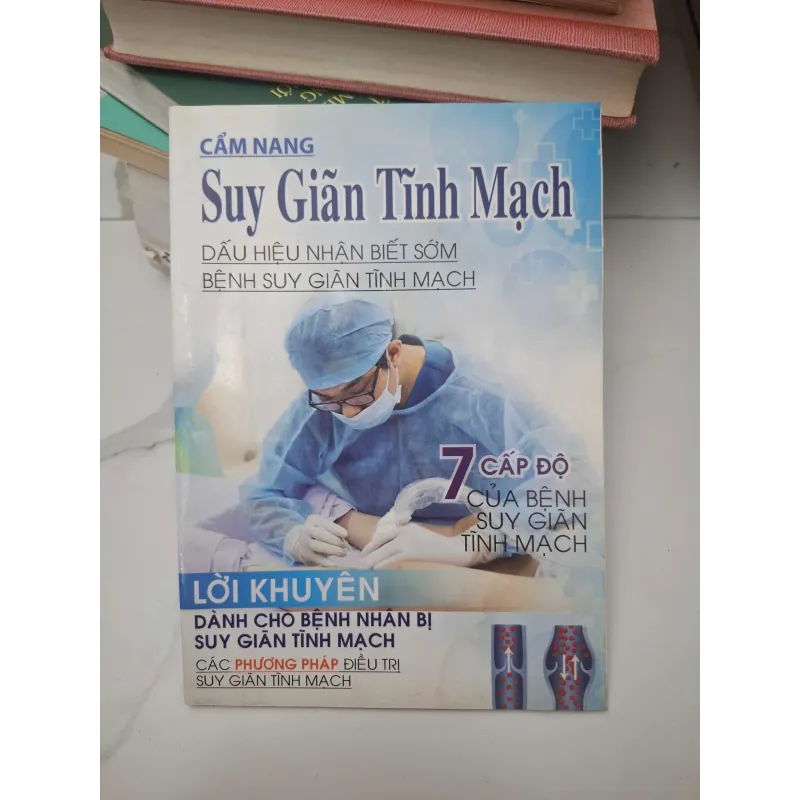 CẨM NANG
Suy Giãn Tĩnh Mạch
DẤU HIỆU NHẬN BIẾT SỚM
BỆNH SUY GIÃN TĨNH MẠCH
7 CẤP ĐỘ
CỦA BỆNH
SUY GIÃN
TĨNH MẠCH
LỜI KHUYÊN
DÀNH CHO BỆNH NHÂN BỊ
SUY GIÃN TĨNH MẠCH
CÁC PHƯƠNG PHÁP ĐIỀU TRỊ
SUY GIÃN TĨNH MẠCH